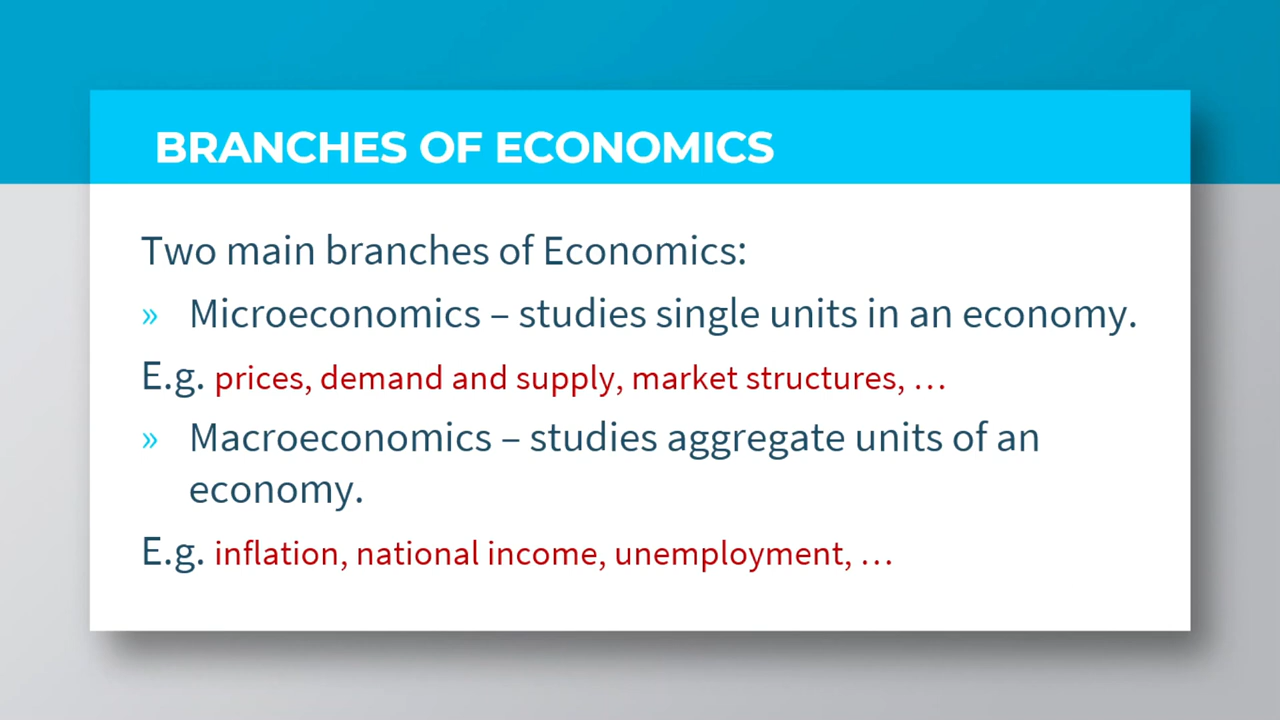 BRANCHES OF ECONOMICS
Two main branches of Economics:
» Microeconomics – studies single units in an economy.
E.g. prices, demand and supply, market structures, …
» Macroeconomics – studies aggregate units of an
economy.
E.g. inflation, national income, unemployment, …